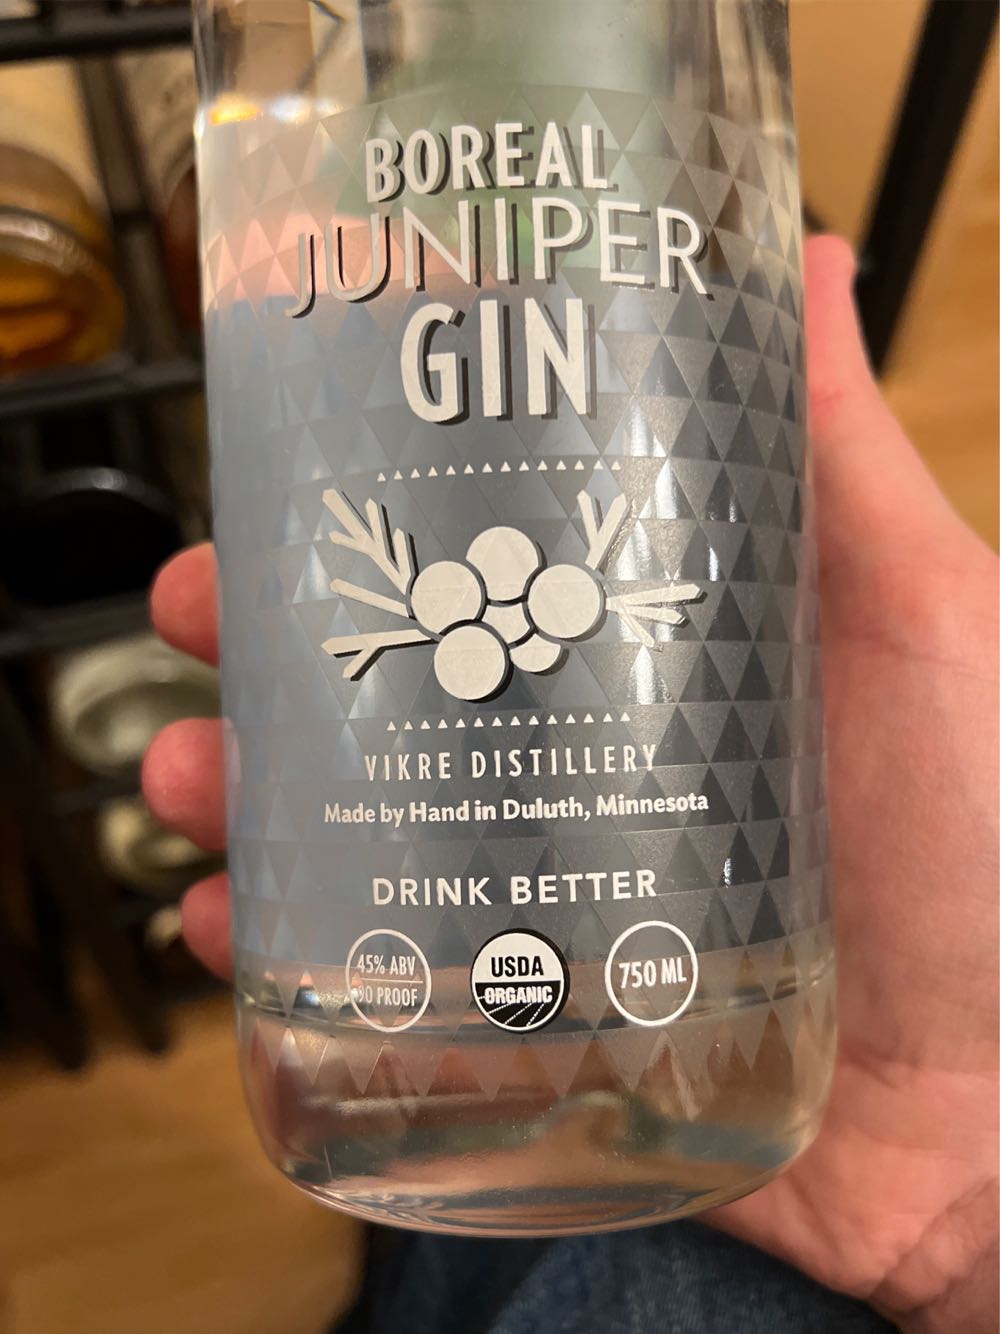 BOREAL
JUNIPER
GIN
VIKRE DISTILLERY
Made by Hand in Duluth, Minnesota
DRINK BETTER
45% ABV
90 PROOF
USDA
ORGANIC
750 ML